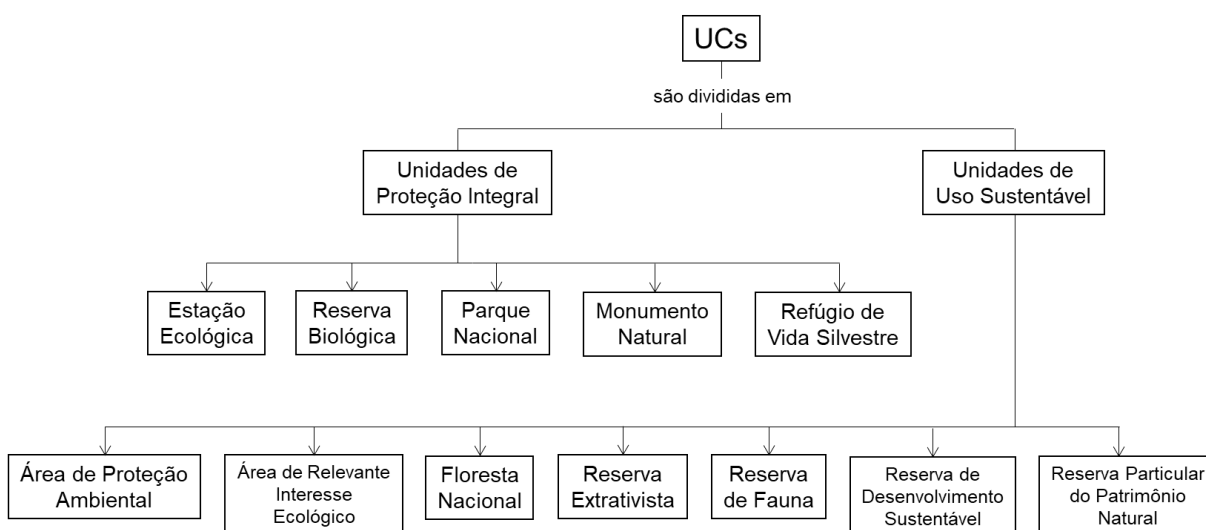 UCs
são divididas em
Unidades de
Proteção Integral
Unidades de
Uso Sustentável
Estação
Ecológica
Reserva
Biológica
Parque
Nacional
Monumento
Natural
Refúgio de
Vida Silvestre
Área de Proteção
Ambiental
Área de Relevante
Interesse
Ecológico
Floresta
Nacional
Reserva
Extrativista
Reserva
de Fauna
Reserva de
Desenvolvimento
Sustentável
Reserva Particular
do Patrimônio
Natural